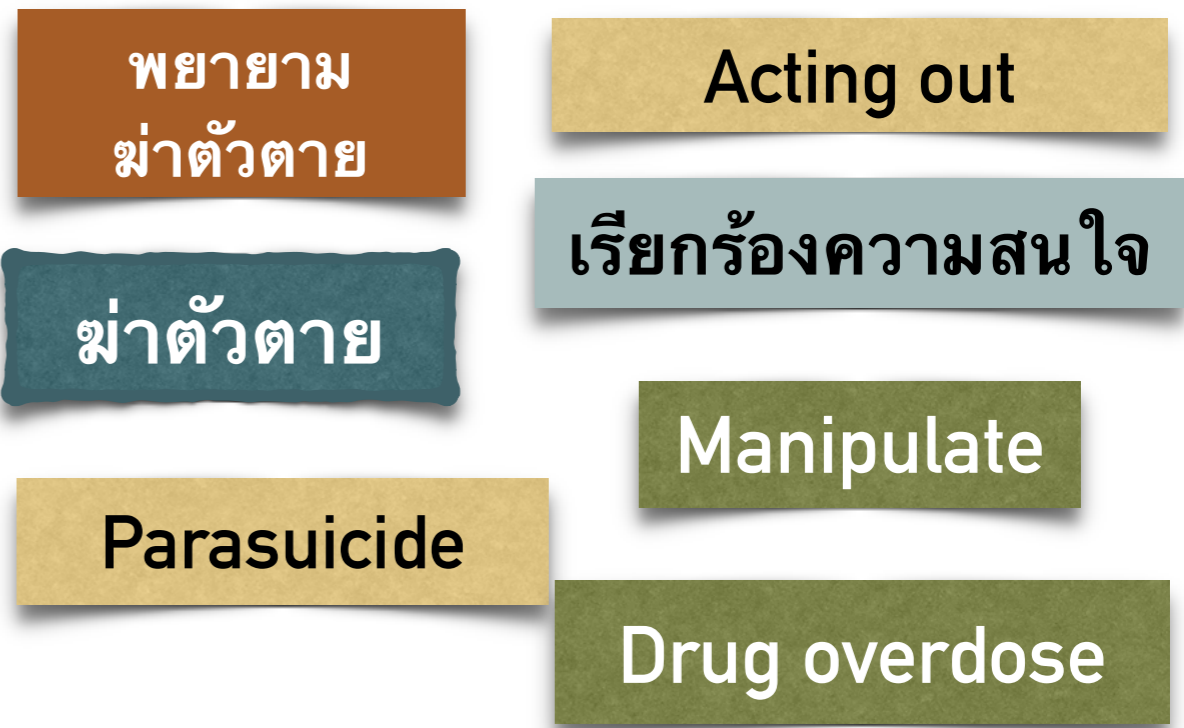 พยายาม
ฆ่าตัวตาย
Acting out
เรียกร้องความสนใจ
ฆ่าตัวตาย
Manipulate
Parasuicide
Drug overdose